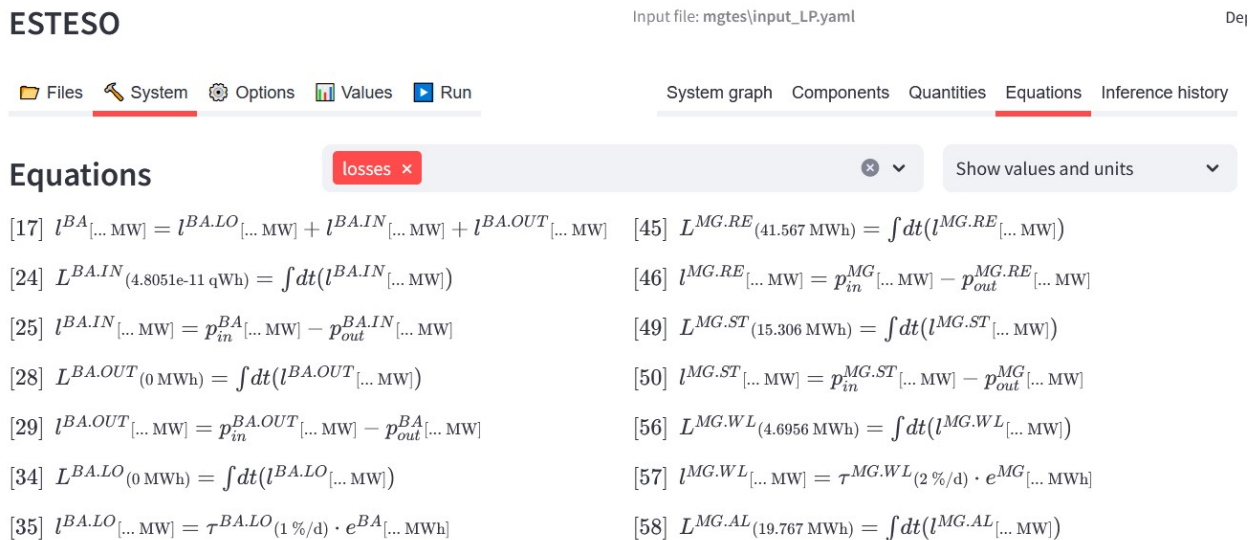 ESTESO
Input file: mgtes\input_LP.yaml
Dep
Files System Options Values Run
System graph Components Quantities Equations Inference history
Equations
losses ×
Show values and units
[17] l^{BA}[... MW] = l^{BA.LO}[... MW] + l^{BA.IN}[... MW] + l^{BA.OUT}[... MW]
[24] L^{BA.IN}(4.8051e-11 qWh) = ∫dt(l^{BA.IN}[... MW])
[25] l^{BA.IN}[... MW] = p_{in}^{BA}[... MW] − p_{out}^{BA.IN}[... MW]
[28] L^{BA.OUT}(0 MWh) = ∫dt(l^{BA.OUT}[... MW])
[29] l^{BA.OUT}[... MW] = p_{in}^{BA.OUT}[... MW] − p_{out}^{BA}[... MW]
[34] L^{BA.LO}(0 MWh) = ∫dt(l^{BA.LO}[... MW])
[35] l^{BA.LO}[... MW] = τ^{BA.LO}(1 %/d) · e^{BA}[... MWh]
[45] L^{MG.RE}(41.567 MWh) = ∫dt(l^{MG.RE}[... MW])
[46] l^{MG.RE}[... MW] = p_{in}^{MG}[... MW] − p_{out}^{MG.RE}[... MW]
[49] L^{MG.ST}(15.306 MWh) = ∫dt(l^{MG.ST}[... MW])
[50] l^{MG.ST}[... MW] = p_{in}^{MG.ST}[... MW] − p_{out}^{MG}[... MW]
[56] L^{MG.WL}(4.6956 MWh) = ∫dt(l^{MG.WL}[... MW])
[57] l^{MG.WL}[... MW] = τ^{MG.WL}(2 %/d) · e^{MG}[... MWh]
[58] L^{MG.AL}(19.767 MWh) = ∫dt(l^{MG.AL}[... MW])